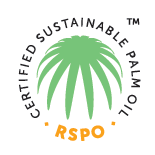 CERTIFIED SUSTAINABLE PALM OIL ™
· RSPO ·